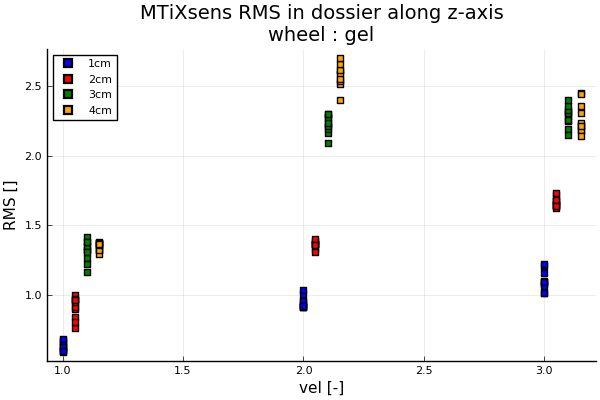 MTiXsens RMS in dossier along z-axis
wheel : gel
1cm
2cm
3cm
4cm
RMS []
2.5
2.0
1.5
1.0
1.0
1.5
2.0
2.5
3.0
vel [-]